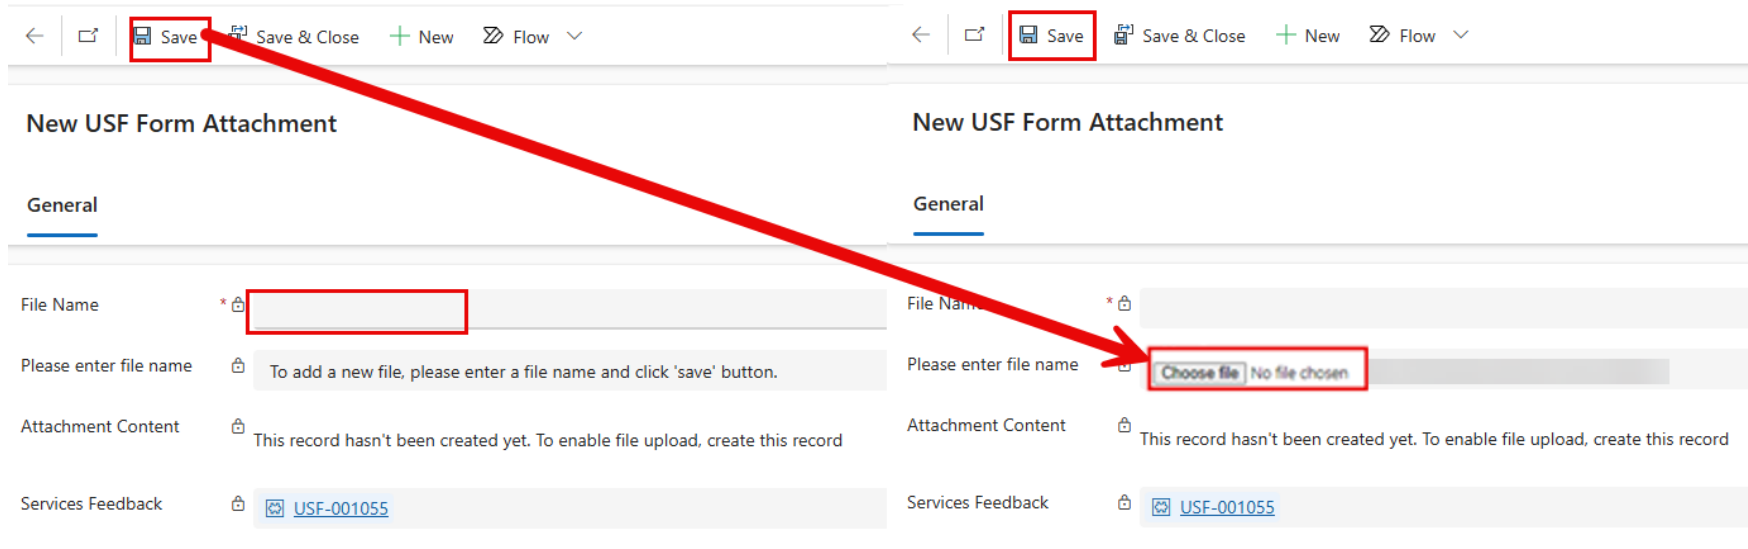 Save Save & Close New Flow
New USF Form Attachment
General
File Name *
Please enter file name To add a new file, please enter a file name and click 'save' button.
Attachment Content This record hasn't been created yet. To enable file upload, create this record
Services Feedback USF-001055
Save Save & Close New Flow
New USF Form Attachment
General
File Name *
Please enter file name Choose file No file chosen
Attachment Content This record hasn't been created yet. To enable file upload, create this record
Services Feedback USF-001055